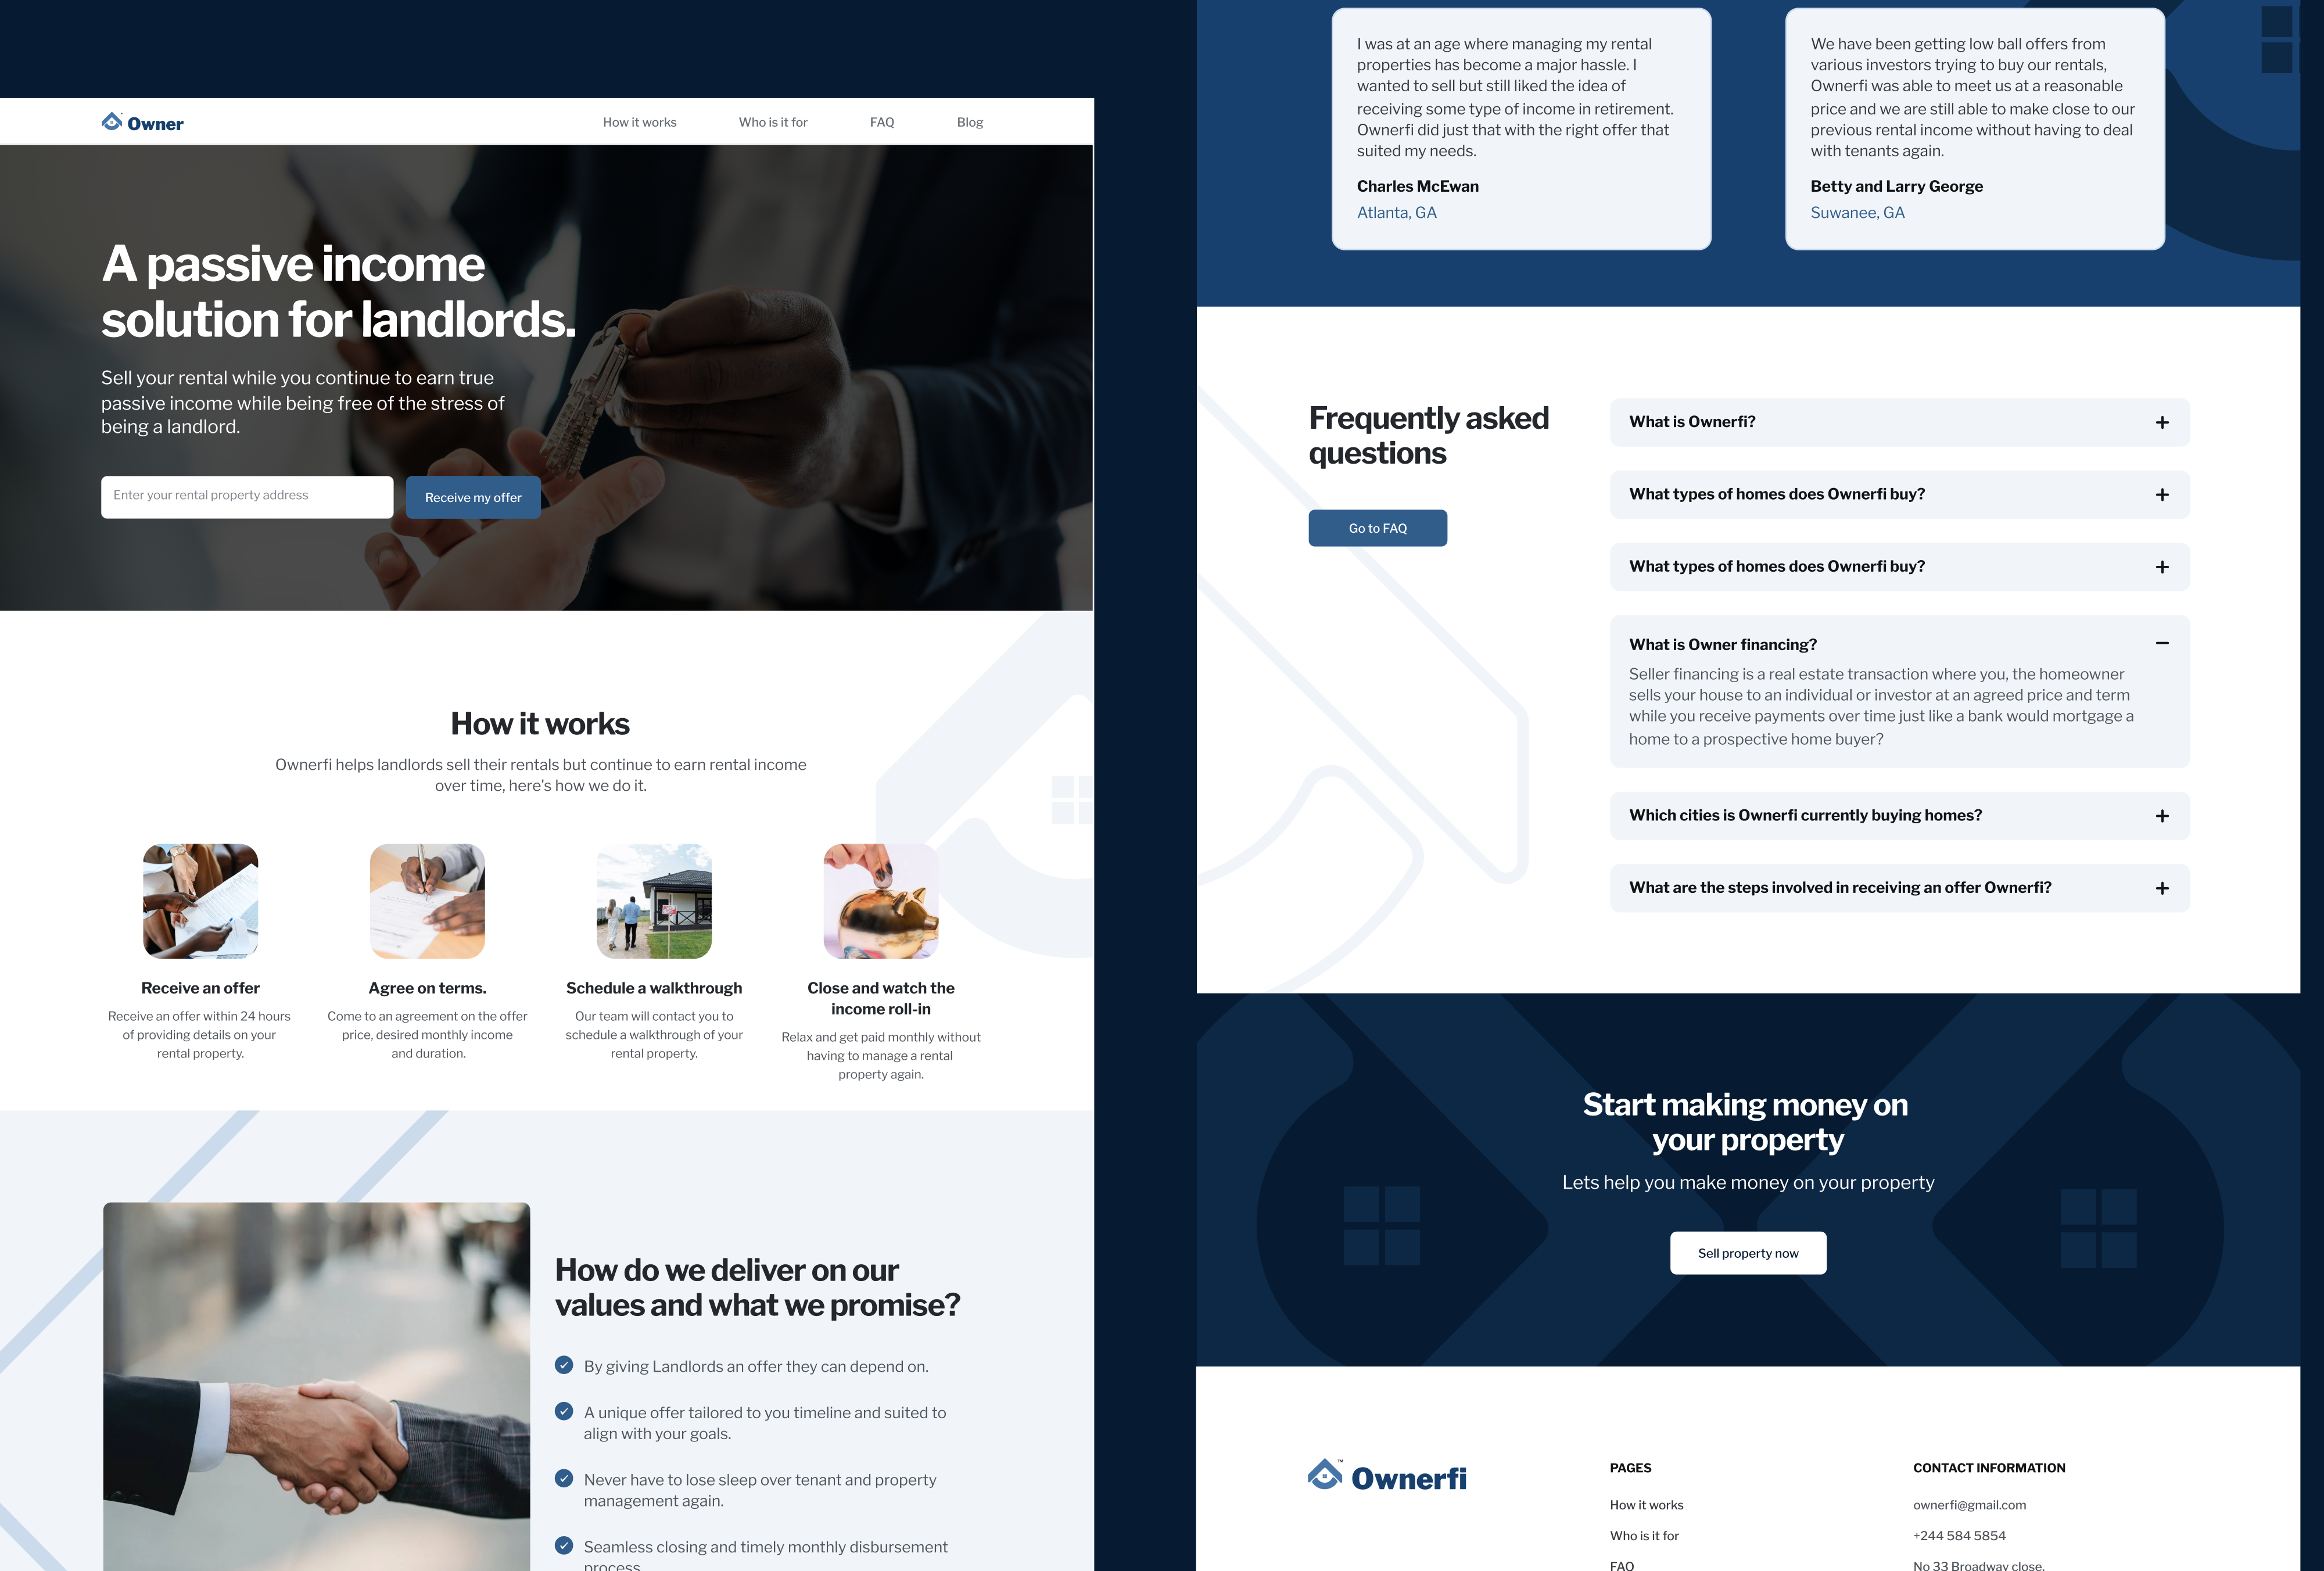 Owner
How it works
Who is it for
FAQ
Blog
A passive income
solution for landlords.
Sell your rental while you continue to earn true
passive income while being free of the stress of
being a landlord.
Enter your rental property address
Receive my offer
How it works
Ownerfi helps landlords sell their rentals but continue to earn rental income
over time, here's how we do it.
Receive an offer
Receive an offer within 24 hours
of providing details on your
rental property.
Agree on terms.
Come to an agreement on the offer
price, desired monthly income
and duration.
Schedule a walkthrough
Our team will contact you to
schedule a walkthrough of your
rental property.
Close and watch the
income roll-in
Relax and get paid monthly without
having to manage a rental
property again.
How do we deliver on our
values and what we promise?
By giving Landlords an offer they can depend on.
A unique offer tailored to you timeline and suited to
align with your goals.
Never have to lose sleep over tenant and property
management again.
Seamless closing and timely monthly disbursement
process
I was at an age where managing my rental
properties has become a major hassle. I
wanted to sell but still liked the idea of
receiving some type of income in retirement.
Ownerfi did just that with the right offer that
suited my needs.
Charles McEwan
Atlanta, GA
We have been getting low ball offers from
various investors trying to buy our rentals,
Ownerfi was able to meet us at a reasonable
price and we are still able to make close to our
previous rental income without having to deal
with tenants again.
Betty and Larry George
Suwanee, GA
Frequently asked
questions
Go to FAQ
What is Ownerfi?
What types of homes does Ownerfi buy?
What types of homes does Ownerfi buy?
What is Owner financing?
Seller financing is a real estate transaction where you, the homeowner
sells your house to an individual or investor at an agreed price and term
while you receive payments over time just like a bank would mortgage a
home to a prospective home buyer?
Which cities is Ownerfi currently buying homes?
What are the steps involved in receiving an offer Ownerfi?
Start making money on
your property
Lets help you make money on your property
Sell property now
Ownerfi
TM
PAGES
How it works
Who is it for
FAQ
CONTACT INFORMATION
ownerfi@gmail.com
+244 584 5854
No 33 Broadway close,